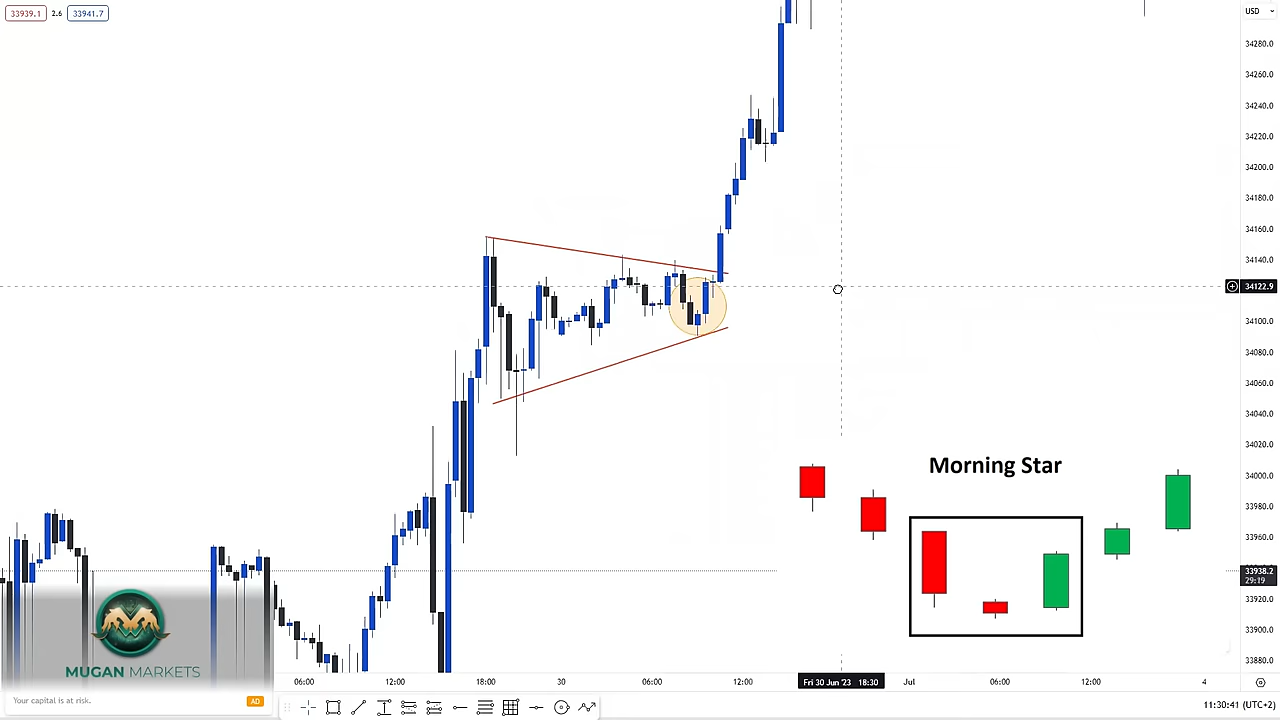 33939.1 2.6 33941.7
USD
34280.0
34260.0
34240.0
34220.0
34200.0
34180.0
34160.0
34140.0
34122.9
34100.0
34080.0
34060.0
34040.0
34020.0
34000.0
33980.0
33960.0
33938.2
29:19
33920.0
33900.0
33880.0
Morning Star
MUGAN MARKETS
Your capital is at risk.
AD
06:00 12:00 18:00 30 06:00 12:00 Fri 30 Jun '23 18:30 Jul 06:00 12:00 4
11:30:41 (UTC+2)